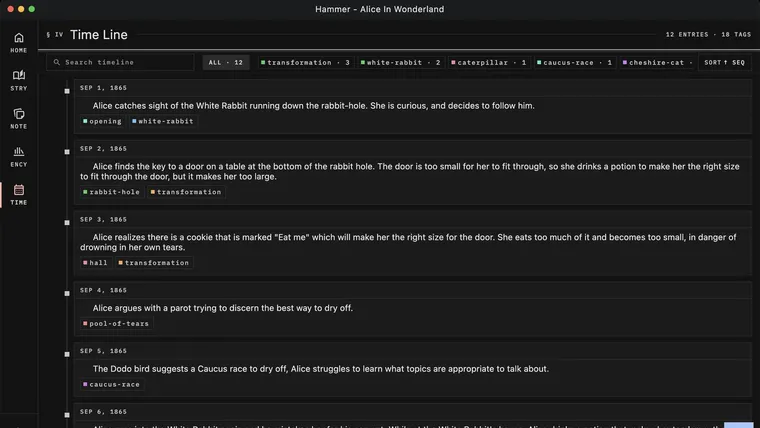 Hammer - Alice In Wonderland
HOME
STRY
NOTE
ENCY
TIME
§ IV Time Line
12 ENTRIES · 18 TAGS
Search timeline
ALL · 12
transformation · 3
white-rabbit · 2
caterpillar · 1
caucus-race · 1
cheshire-cat ·
SORT↑ SEQ
SEP 1, 1865
Alice catches sight of the White Rabbit running down the rabbit-hole. She is curious, and decides to follow him.
opening white-rabbit
SEP 2, 1865
Alice finds the key to a door on a table at the bottom of the rabbit hole. The door is too small for her to fit through, so she drinks a potion to make her the right size
to fit through the door, but it makes her too large.
rabbit-hole transformation
SEP 3, 1865
Alice realizes there is a cookie that is marked "Eat me" which will make her the right size for the door. She eats too much of it and becomes too small, in danger of
drowning in her own tears.
hall transformation
SEP 4, 1865
Alice argues with a parot trying to discern the best way to dry off.
pool-of-tears
SEP 5, 1865
The Dodo bird suggests a Caucus race to dry off, Alice struggles to learn what topics are appropriate to talk about.
caucus-race
SEP 6, 1865